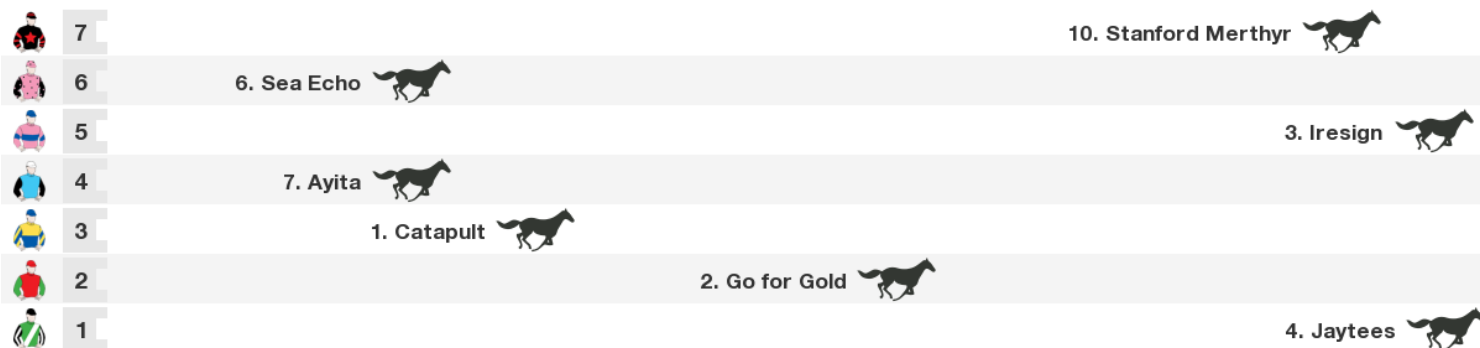 7 10. Stanford Merthyr
6 6. Sea Echo
5 3. Iresign
4 7. Ayita
3 1. Catapult
2 2. Go for Gold
1 4. Jaytees